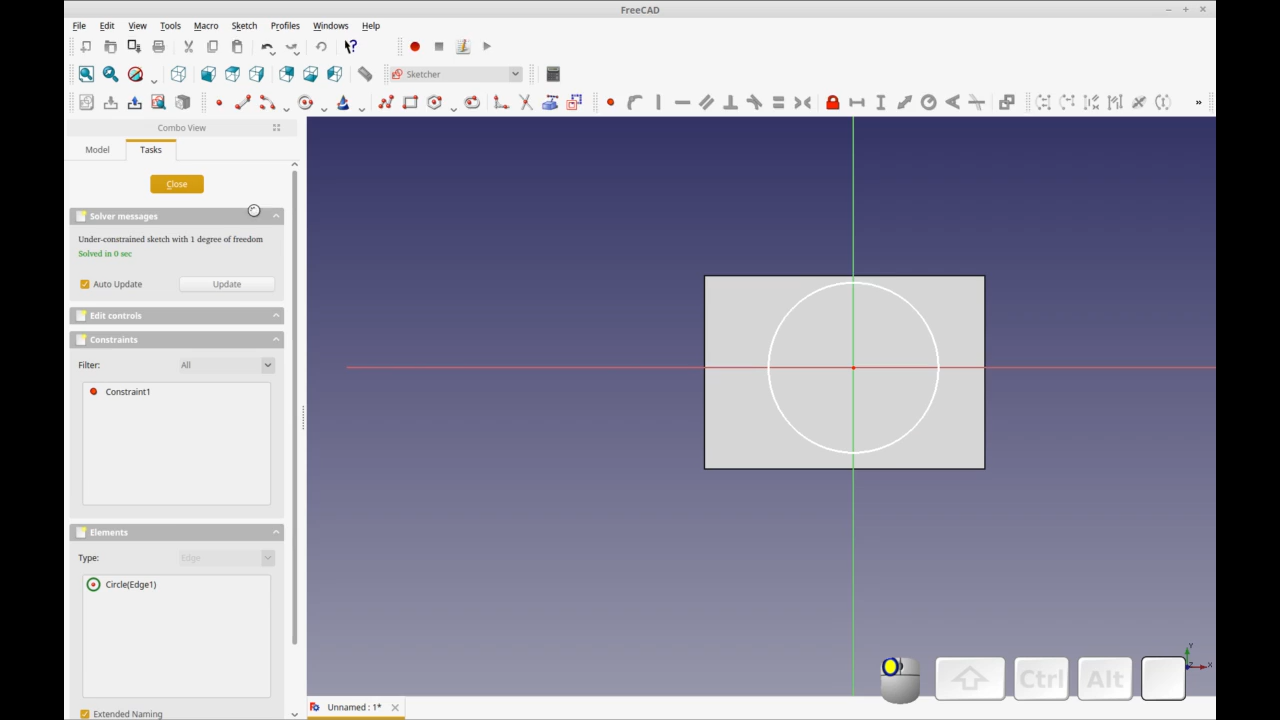 FreeCAD
File Edit View Tools Macro Sketch Profiles Windows Help
Sketcher
»
Combo View
Model Tasks
Close
Solver messages
Under-constrained sketch with 1 degree of freedom
Solved in 0 sec
Auto Update Update
Edit controls
Constraints
Filter: All
Constraint1
Elements
Type: Edge
Circle(Edge1)
Extended Naming
Unnamed : 1*
Ctrl Alt
Y
Z X